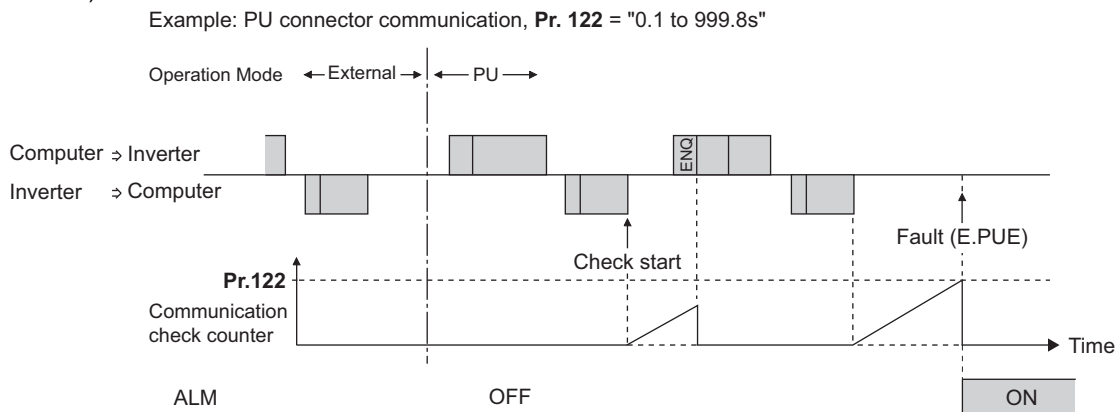 Example: PU connector communication, Pr. 122 = "0.1 to 999.8s"
Operation Mode
External
PU
Computer ⇒ Inverter
ENQ
Inverter ⇒ Computer
Fault (E.PUE)
Check start
Pr.122
Communication
check counter
Time
ALM
OFF
ON